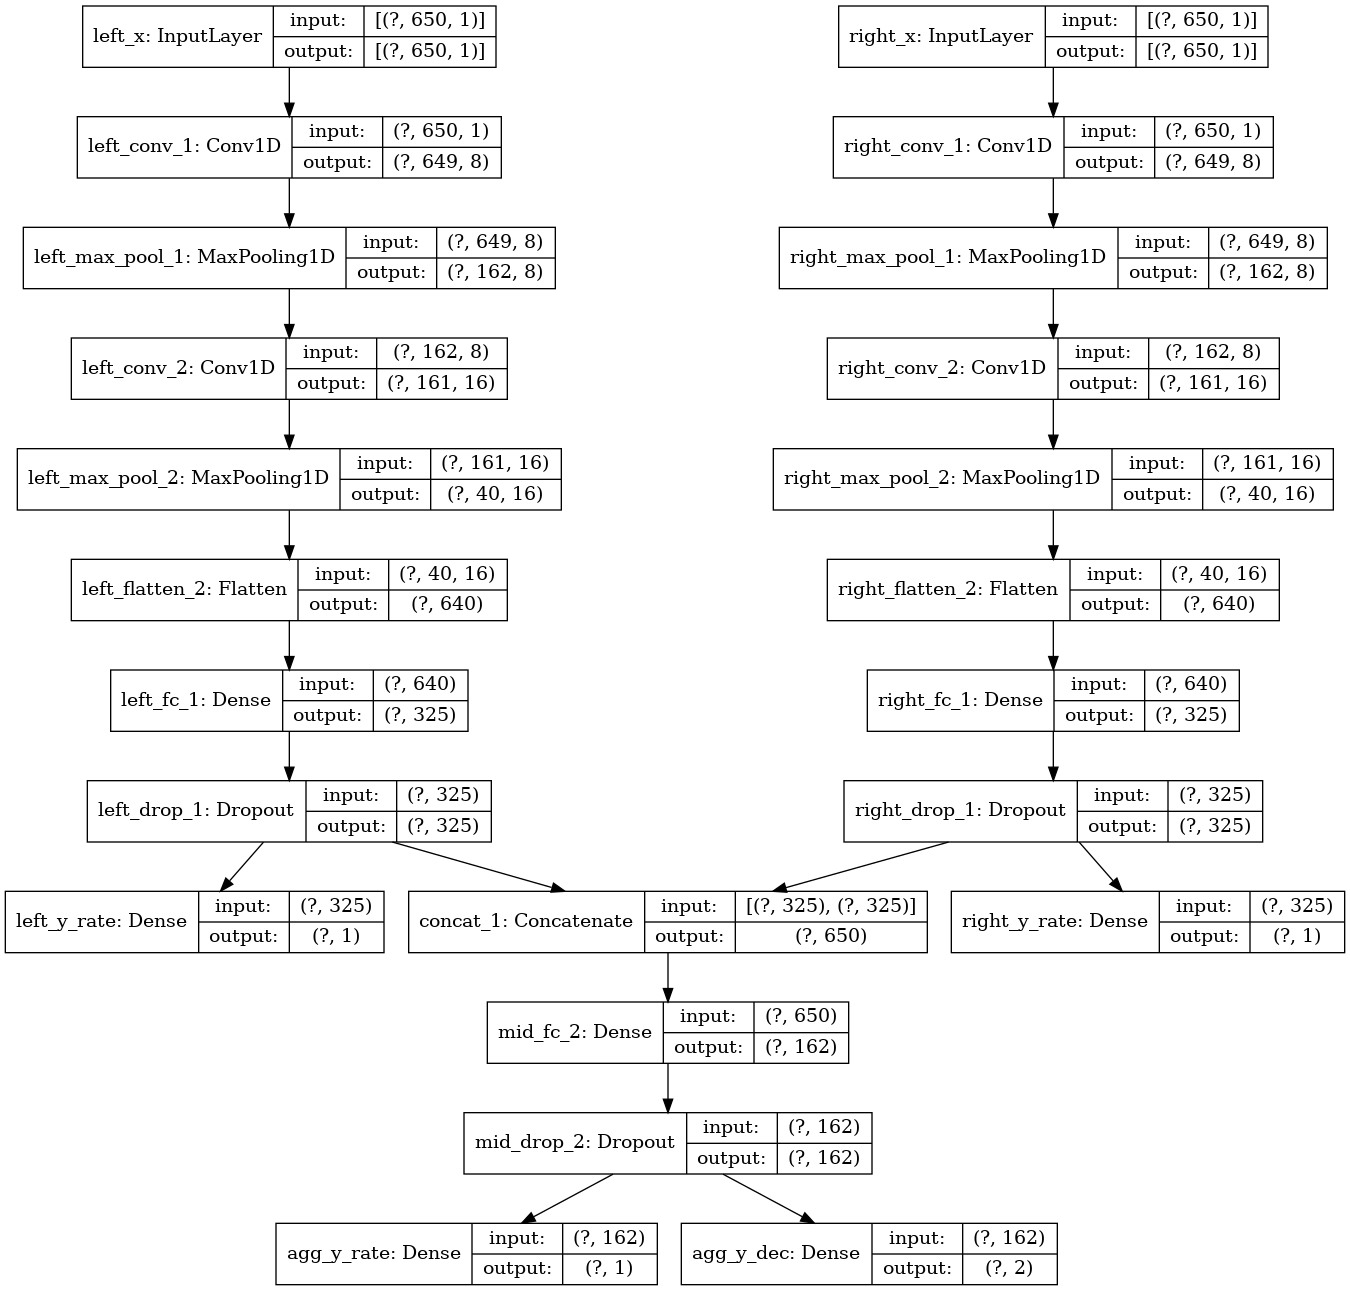 left_x: InputLayer
input: [(?, 650, 1)]
output: [(?, 650, 1)]
right_x: InputLayer
input: [(?, 650, 1)]
output: [(?, 650, 1)]
left_conv_1: Conv1D
input: (?, 650, 1)
output: (?, 649, 8)
right_conv_1: Conv1D
input: (?, 650, 1)
output: (?, 649, 8)
left_max_pool_1: MaxPooling1D
input: (?, 649, 8)
output: (?, 162, 8)
right_max_pool_1: MaxPooling1D
input: (?, 649, 8)
output: (?, 162, 8)
left_conv_2: Conv1D
input: (?, 162, 8)
output: (?, 161, 16)
right_conv_2: Conv1D
input: (?, 162, 8)
output: (?, 161, 16)
left_max_pool_2: MaxPooling1D
input: (?, 161, 16)
output: (?, 40, 16)
right_max_pool_2: MaxPooling1D
input: (?, 161, 16)
output: (?, 40, 16)
left_flatten_2: Flatten
input: (?, 40, 16)
output: (?, 640)
right_flatten_2: Flatten
input: (?, 40, 16)
output: (?, 640)
left_fc_1: Dense
input: (?, 640)
output: (?, 325)
right_fc_1: Dense
input: (?, 640)
output: (?, 325)
left_drop_1: Dropout
input: (?, 325)
output: (?, 325)
right_drop_1: Dropout
input: (?, 325)
output: (?, 325)
left_y_rate: Dense
input: (?, 325)
output: (?, 1)
concat_1: Concatenate
input: [(?, 325), (?, 325)]
output: (?, 650)
right_y_rate: Dense
input: (?, 325)
output: (?, 1)
mid_fc_2: Dense
input: (?, 650)
output: (?, 162)
mid_drop_2: Dropout
input: (?, 162)
output: (?, 162)
agg_y_rate: Dense
input: (?, 162)
output: (?, 1)
agg_y_dec: Dense
input: (?, 162)
output: (?, 2)